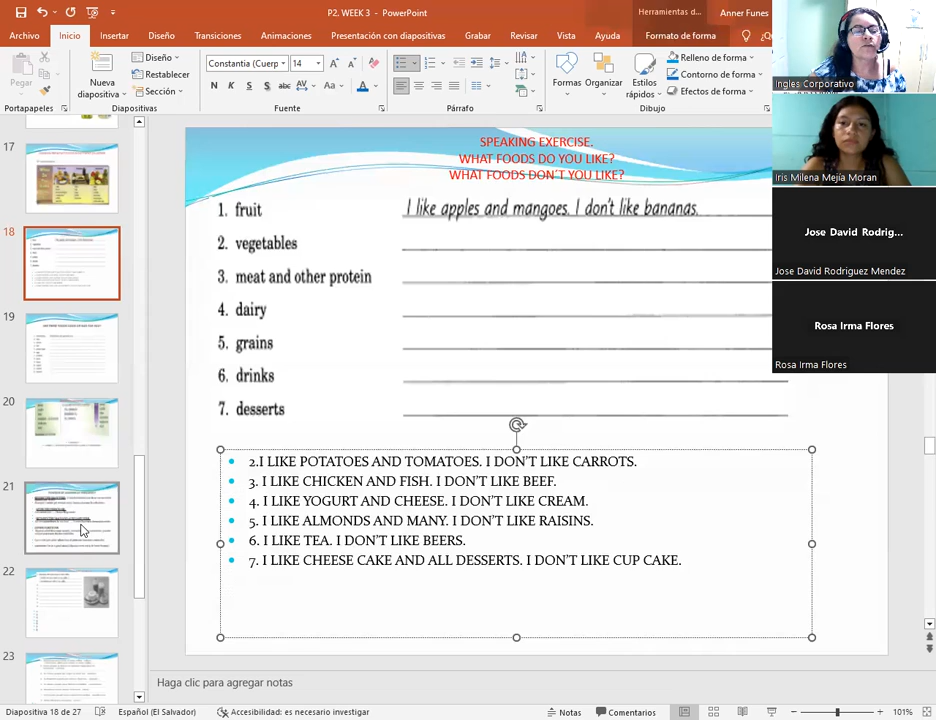 P2. WEEK 3 - PowerPoint
Herramientas d...
Anner Funes
Archivo
Inicio
Insertar
Diseño
Transiciones
Animaciones
Presentación con diapositivas
Grabar
Revisar
Vista
Ayuda
Formato de forma
Pegar
Nueva
diapositiva
Diseño
Restablecer
Sección
Constantia (Cuerp
14
N K S S abc AV Aa A
Formas
Organizar
Estilos
rápidos
Relleno de forma
Contorno de forma
Efectos de forma
Portapapeles
Diapositivas
Fuente
Párrafo
Dibujo
Ingles Corporativo
Iris Milena Mejía Moran
Jose David Rodrig...
Jose David Rodriguez Mendez
Rosa Irma Flores
Rosa Irma Flores
17
18
19
20
21
22
23
SPEAKING EXERCISE.
WHAT FOODS DO YOU LIKE?
WHAT FOODS DON´T YOU LIKE?
1. fruit I like apples and mangoes. I don't like bananas.
2. vegetables
3. meat and other protein
4. dairy
5. grains
6. drinks
7. desserts
• 2.I LIKE POTATOES AND TOMATOES. I DON'T LIKE CARROTS.
• 3. I LIKE CHICKEN AND FISH. I DON'T LIKE BEEF.
• 4. I LIKE YOGURT AND CHEESE. I DON'T LIKE CREAM.
• 5. I LIKE ALMONDS AND MANY. I DON'T LIKE RAISINS.
• 6. I LIKE TEA. I DON'T LIKE BEERS.
• 7. I LIKE CHEESE CAKE AND ALL DESSERTS. I DON'T LIKE CUP CAKE.
Haga clic para agregar notas
Diapositiva 18 de 27
Español (El Salvador)
Accesibilidad: es necesario investigar
Notas
Comentarios
101%